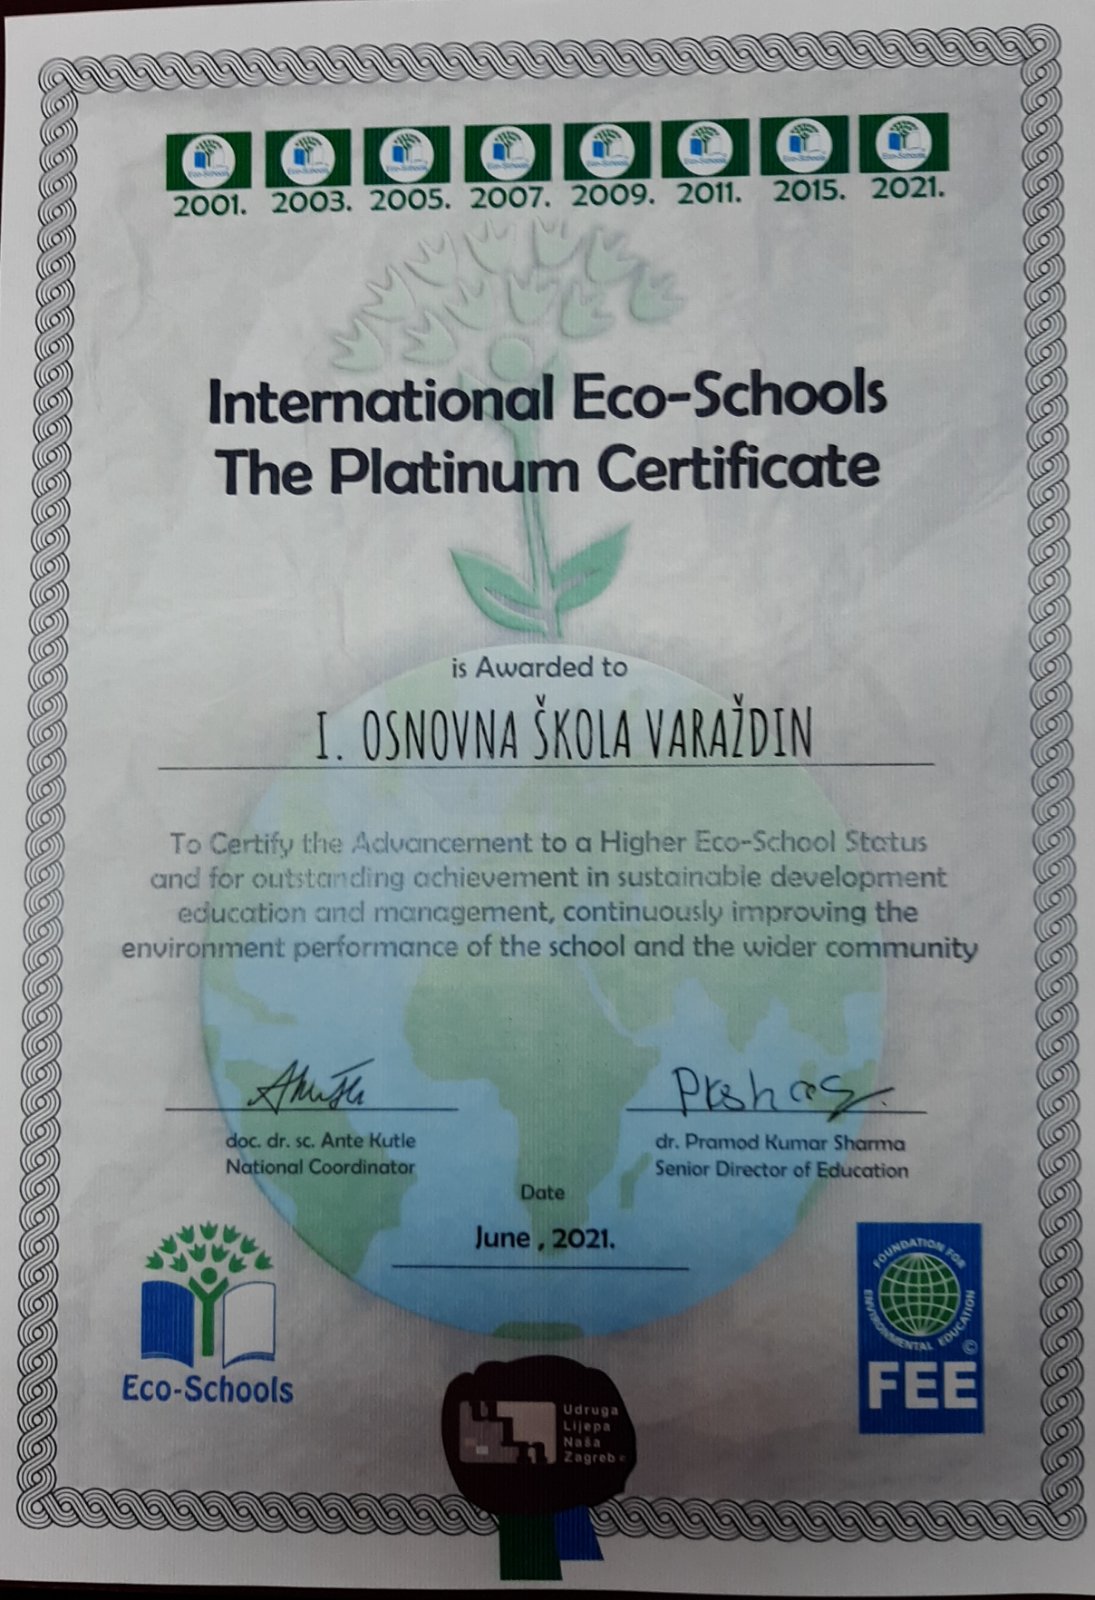 2001. 2003. 2005. 2007. 2009. 2011. 2015. 2021.
International Eco-Schools
The Platinum Certificate
is Awarded to
I. OSNOVNA ŠKOLA VARAŽDIN
To Certify the Advancement to a Higher Eco-School Status
and for outstanding achievement in sustainable development
education and management, continuously improving the
environment performance of the school and the wider community
doc. dr. sc. Ante Kutle
National Coordinator
dr. Pramod Kumar Sharma
Senior Director of Education
Date
June , 2021.
Eco-Schools
FOUNDATION FOR
ENVIRONMENTAL EDUCATION
©
FEE
Udruga
Lijepa
Naša
Zagreb